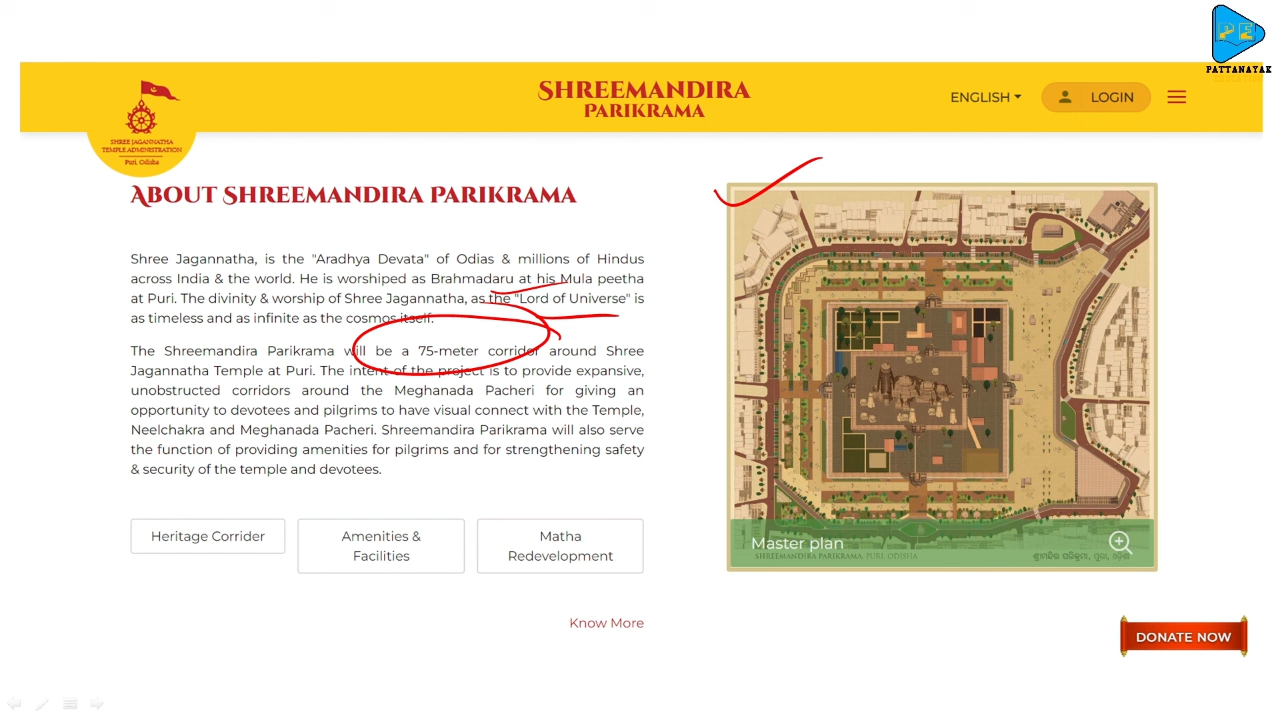 PE
PATTANAYAK
SHREE JAGANNATHA
TEMPLE ADMINISTRATION
Puri, Odisha
SHREEMANDIRA
PARIKRAMA
ENGLISH
LOGIN
ABOUT SHREEMANDIRA PARIKRAMA
Shree Jagannatha, is the "Aradhya Devata" of Odias & millions of Hindus
across India & the world. He is worshiped as Brahmadaru at his Mula peetha
at Puri. The divinity & worship of Shree Jagannatha, as the "Lord of Universe" is
as timeless and as infinite as the cosmos itself.
The Shreemandira Parikrama will be a 75-meter corridor around Shree
Jagannatha Temple at Puri. The intent of the project is to provide expansive,
unobstructed corridors around the Meghanada Pacheri for giving an
opportunity to devotees and pilgrims to have visual connect with the Temple,
Neelchakra and Meghanada Pacheri. Shreemandira Parikrama will also serve
the function of providing amenities for pilgrims and for strengthening safety
& security of the temple and devotees.
Heritage Corrider
Amenities &
Facilities
Matha
Redevelopment
Know More
Master plan
SHREEMANDIRA PARIKRAMA, PURI, ODISHA
ଶ୍ରୀମନ୍ଦିର ପରିକ୍ରମା, ପୁରୀ, ଓଡ଼ିଶା
DONATE NOW